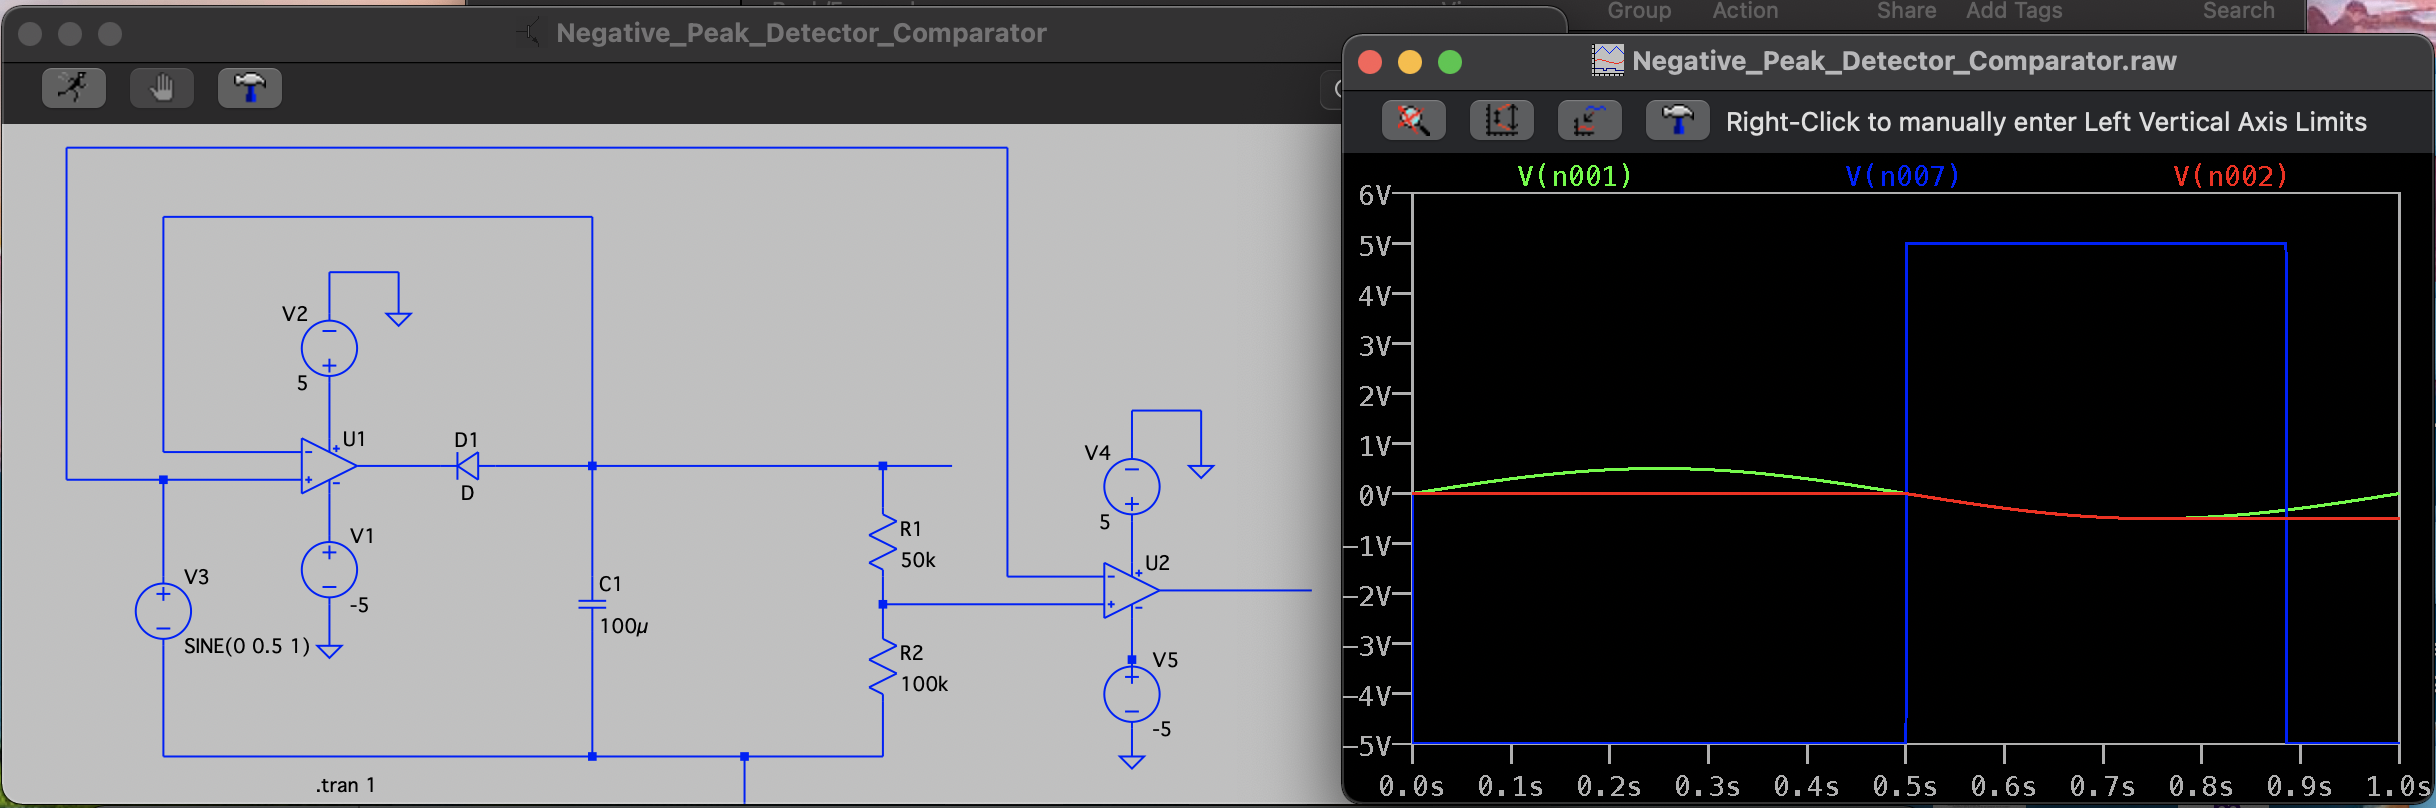 Group Action Share Add Tags Search
Negative_Peak_Detector_Comparator
Negative_Peak_Detector_Comparator.raw
Right-Click to manually enter Left Vertical Axis Limits
V(n001) V(n007) V(n002)
6V
5V
4V
3V
2V
1V
0V
-1V
-2V
-3V
-4V
-5V
0.0s 0.1s 0.2s 0.3s 0.4s 0.5s 0.6s 0.7s 0.8s 0.9s 1.0s
V2
5
U1
D1
D
V1
-5
V3
SINE(0 0.5 1)
C1
100µ
R1
50k
R2
100k
V4
5
U2
V5
-5
.tran 1